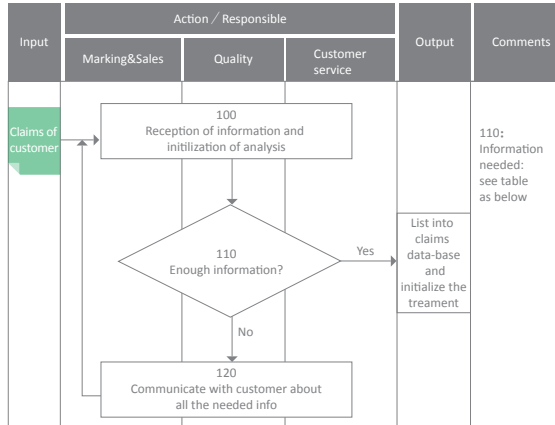 Input
Action / Responsible
Output
Comments
Marking&Sales
Quality
Customer
service
Claims of
customer
100
Reception of information and
initilization of analysis
110:
Information
needed:
see table
as below
110
Enough information?
Yes
List into
claims
data-base
and
initialize the
treament
No
120
Communicate with customer about
all the needed info